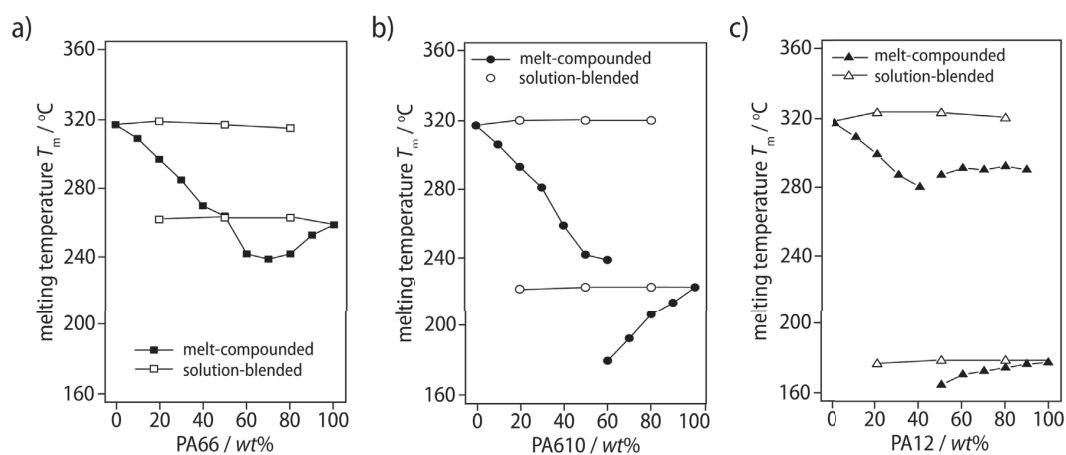 a)
360
320
280
240
200
160
melting temperature Tm / °C
melt-compounded
solution-blended
0 20 40 60 80 100
PA66 / wt%
b)
360
320
280
240
200
160
melting temperature Tm / °C
melt-compounded
solution-blended
0 20 40 60 80 100
PA610 / wt%
c)
360
320
280
240
200
160
melting temperature Tm / °C
melt-compounded
solution-blended
0 20 40 60 80 100
PA12 / wt%